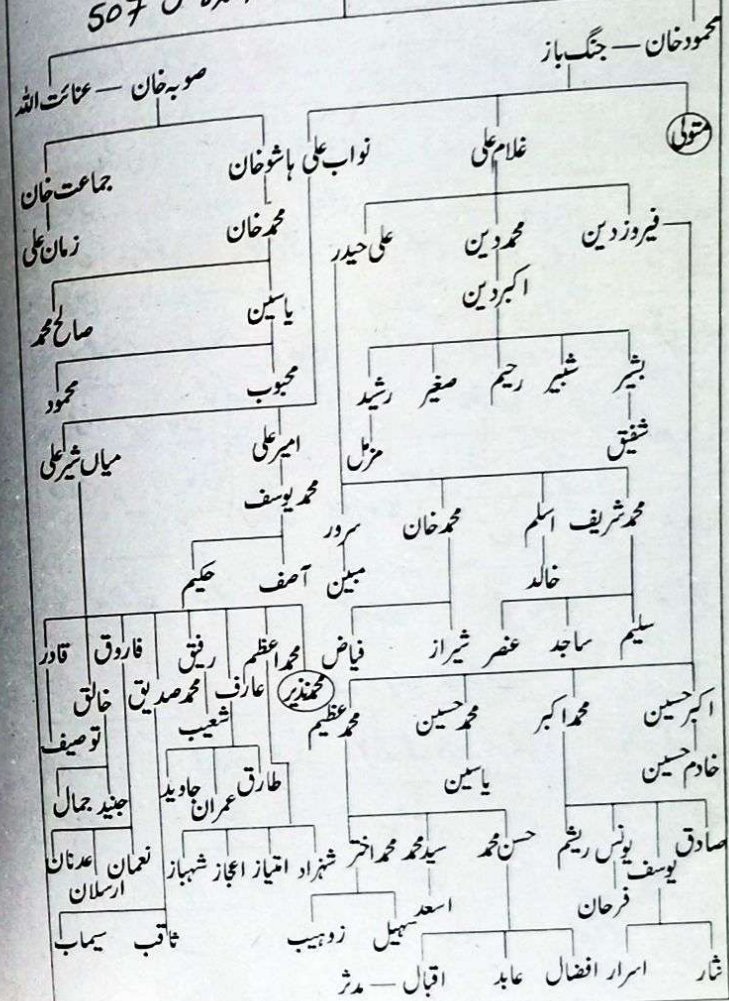 507
محمود خان — جنگ باز
صوبہ خان — عنائت اللہ
متولی
غلام علی
نواب علی
ہاشو خان
جماعت خان
فیروز دین
محمد دین
علی حیدر
محمد خان
زمان علی
اکبر دین
یاسین
صالح محمد
بشیر
شبیر
رحیم
صغیر
رشید
محبوب
محمود
شفیق
مزمل
امیر علی
میاں شیر علی
محمد یوسف
محمد شریف
اسلم
محمد خان
سرور
خالد
مبین
آصف
حکیم
سلیم
ساجد
عنصر
شیراز
فیاض
محمد اعظم
رفیق
فاروق
قادر
محمد نذیر
عارف
محمد صدیق
خالق
اکبر حسین
محمد اکبر
محمد حسین
محمد عظیم
شعیب
توصیف
خادم حسین
یاسین
طارق
عمران
جاوید
جنید
جمال
صادق
یوسف
یونس
ریشم
حسن محمد
سید محمد
محمد اختر
شہزاد
امتیاز
اعجاز
شہباز
نعمان
ارسلان
عدنان
فرحان
اسعد
سہیل
زوہیب
ثاقب
سیماب
نثار
اسرار
افضال
عابد
اقبال — مدثر